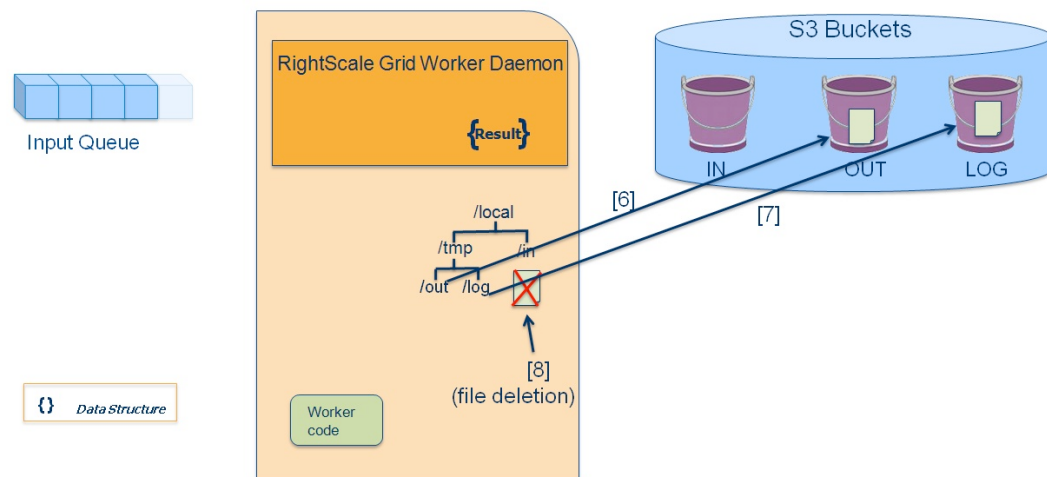 S3 Buckets
RightScale Grid Worker Daemon
{Result}
Input Queue
IN
OUT
LOG
[6]
[7]
/local
/tmp
/in
/out
/log
[8]
(file deletion)
{} Data Structure
Worker
code